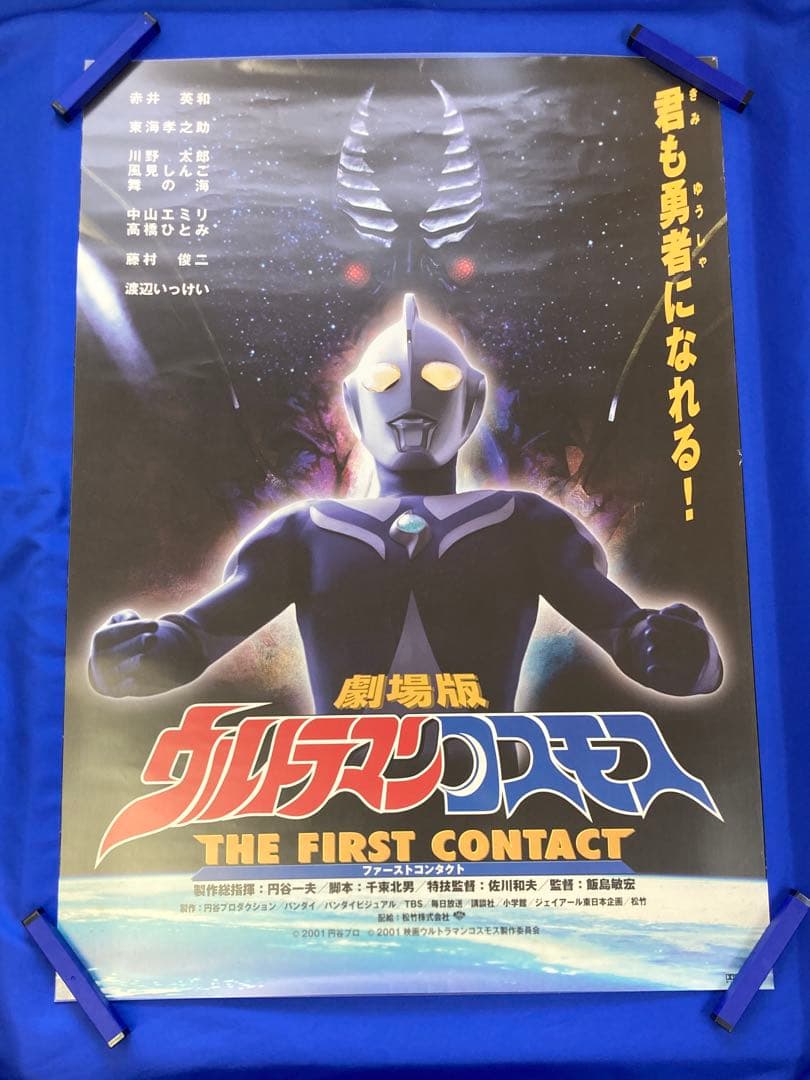 赤井 英和
東海孝之助
川野 太郎
風見しんご
舞の海
中山エミリ
高橋ひとみ
藤村 俊二
渡辺いっけい
君も勇者になれる!
きみ
ゆうしゃ
劇場版
ウルトラマンコスモス
THE FIRST CONTACT
ファーストコンタクト
製作総指揮:円谷一夫/脚本:千束北男/特技監督:佐川和夫/監督:飯島敏宏
製作:円谷プロダクション/バンダイ/バンダイビジュアル/TBS/毎日放送/講談社/小学館/ジェイアール東日本企画/松竹
配給:松竹株式会社
©2001 円谷プロ ©2001 映画ウルトラマンコスモス製作委員会